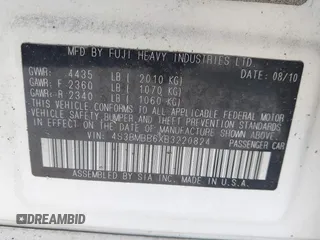 MFD BY FUJI HEAVY INDUSTRIES LTD.
GVWR: 4435 LB ( 2010 KG) DATE: 08/10
GAWR: F 2360 LB ( 1070 KG)
GAWR: R 2340 LB ( 1060 KG)
THIS VEHICLE CONFORMS TO ALL APPLICABLE FEDERAL
MOTOR VEHICLE SAFETY, BUMPER, AND THEFT PREVENTION
STANDARDS IN EFFECT ON THE DATE OF MANUFACTURE
SHOWN ABOVE.
VIN: 4S3BMBB6XB3220824
PASSENGER CAR
ASSEMBLED BY SIA INC. MADE IN U.S.A.
DREAMBID